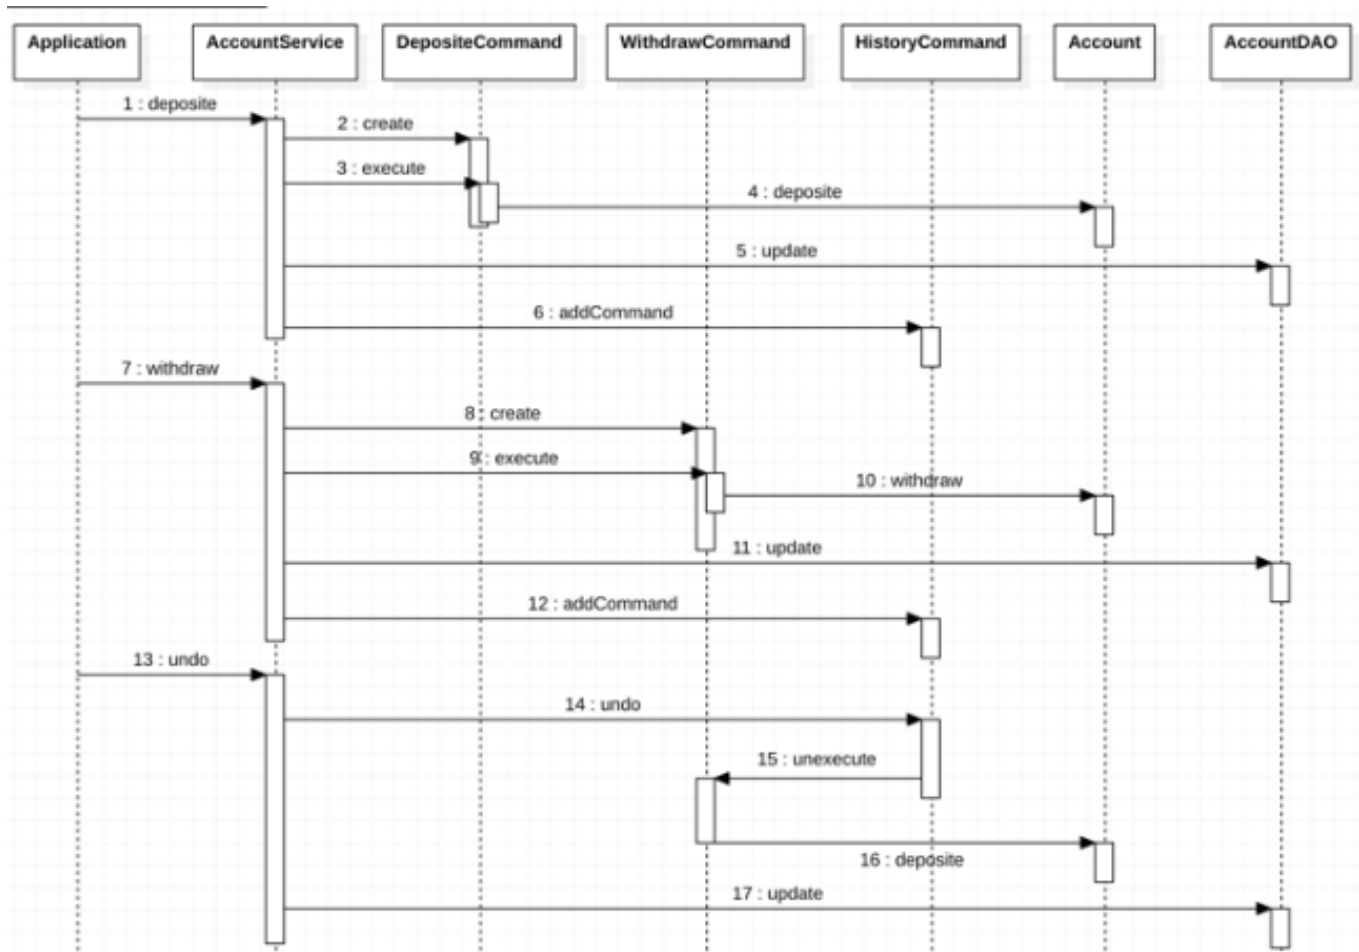 Application
AccountService
DepositeCommand
WithdrawCommand
HistoryCommand
Account
AccountDAO
1 : deposite
2 : create
3 : execute
4 : deposite
5 : update
6 : addCommand
7 : withdraw
8 : create
9 : execute
10 : withdraw
11 : update
12 : addCommand
13 : undo
14 : undo
15 : unexecute
16 : deposite
17 : update